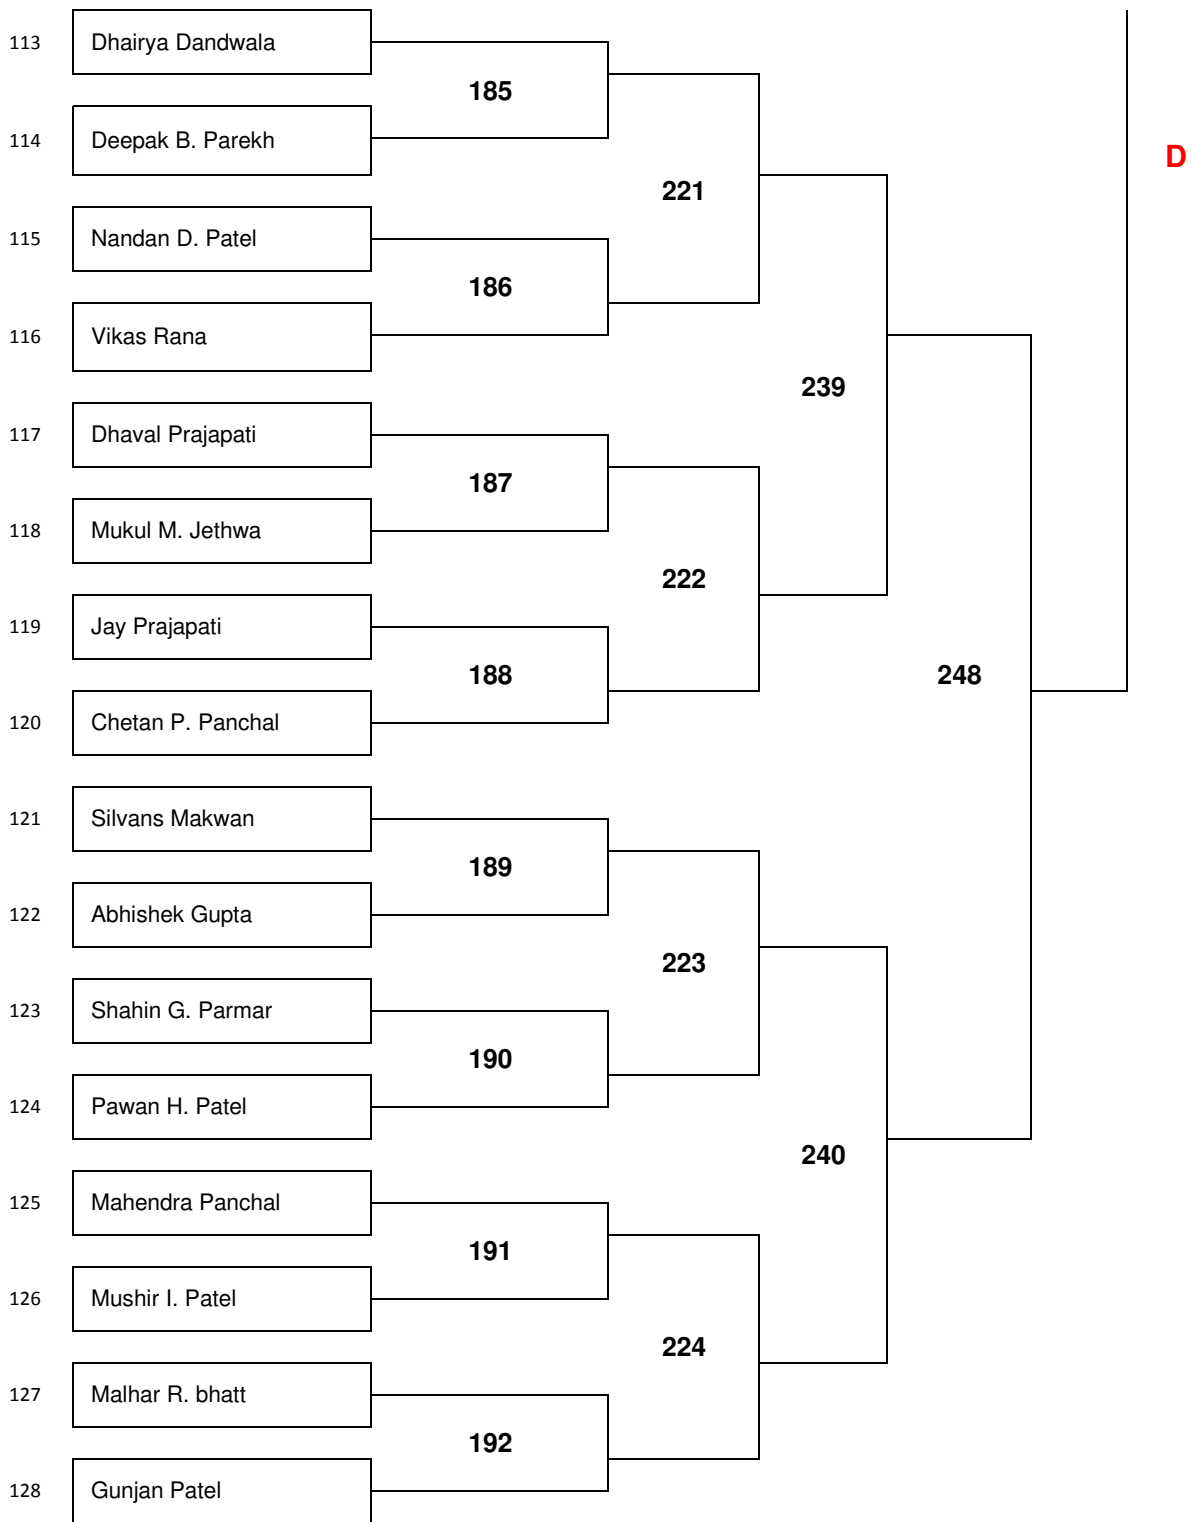 113 Dhairya Dandwala
185
114 Deepak B. Parekh
D
221
115 Nandan D. Patel
186
116 Vikas Rana
239
117 Dhaval Prajapati
187
118 Mukul M. Jethwa
222
119 Jay Prajapati
188
248
120 Chetan P. Panchal
121 Silvans Makwan
189
122 Abhishek Gupta
223
123 Shahin G. Parmar
190
124 Pawan H. Patel
240
125 Mahendra Panchal
191
126 Mushir I. Patel
224
127 Malhar R. bhatt
192
128 Gunjan Patel